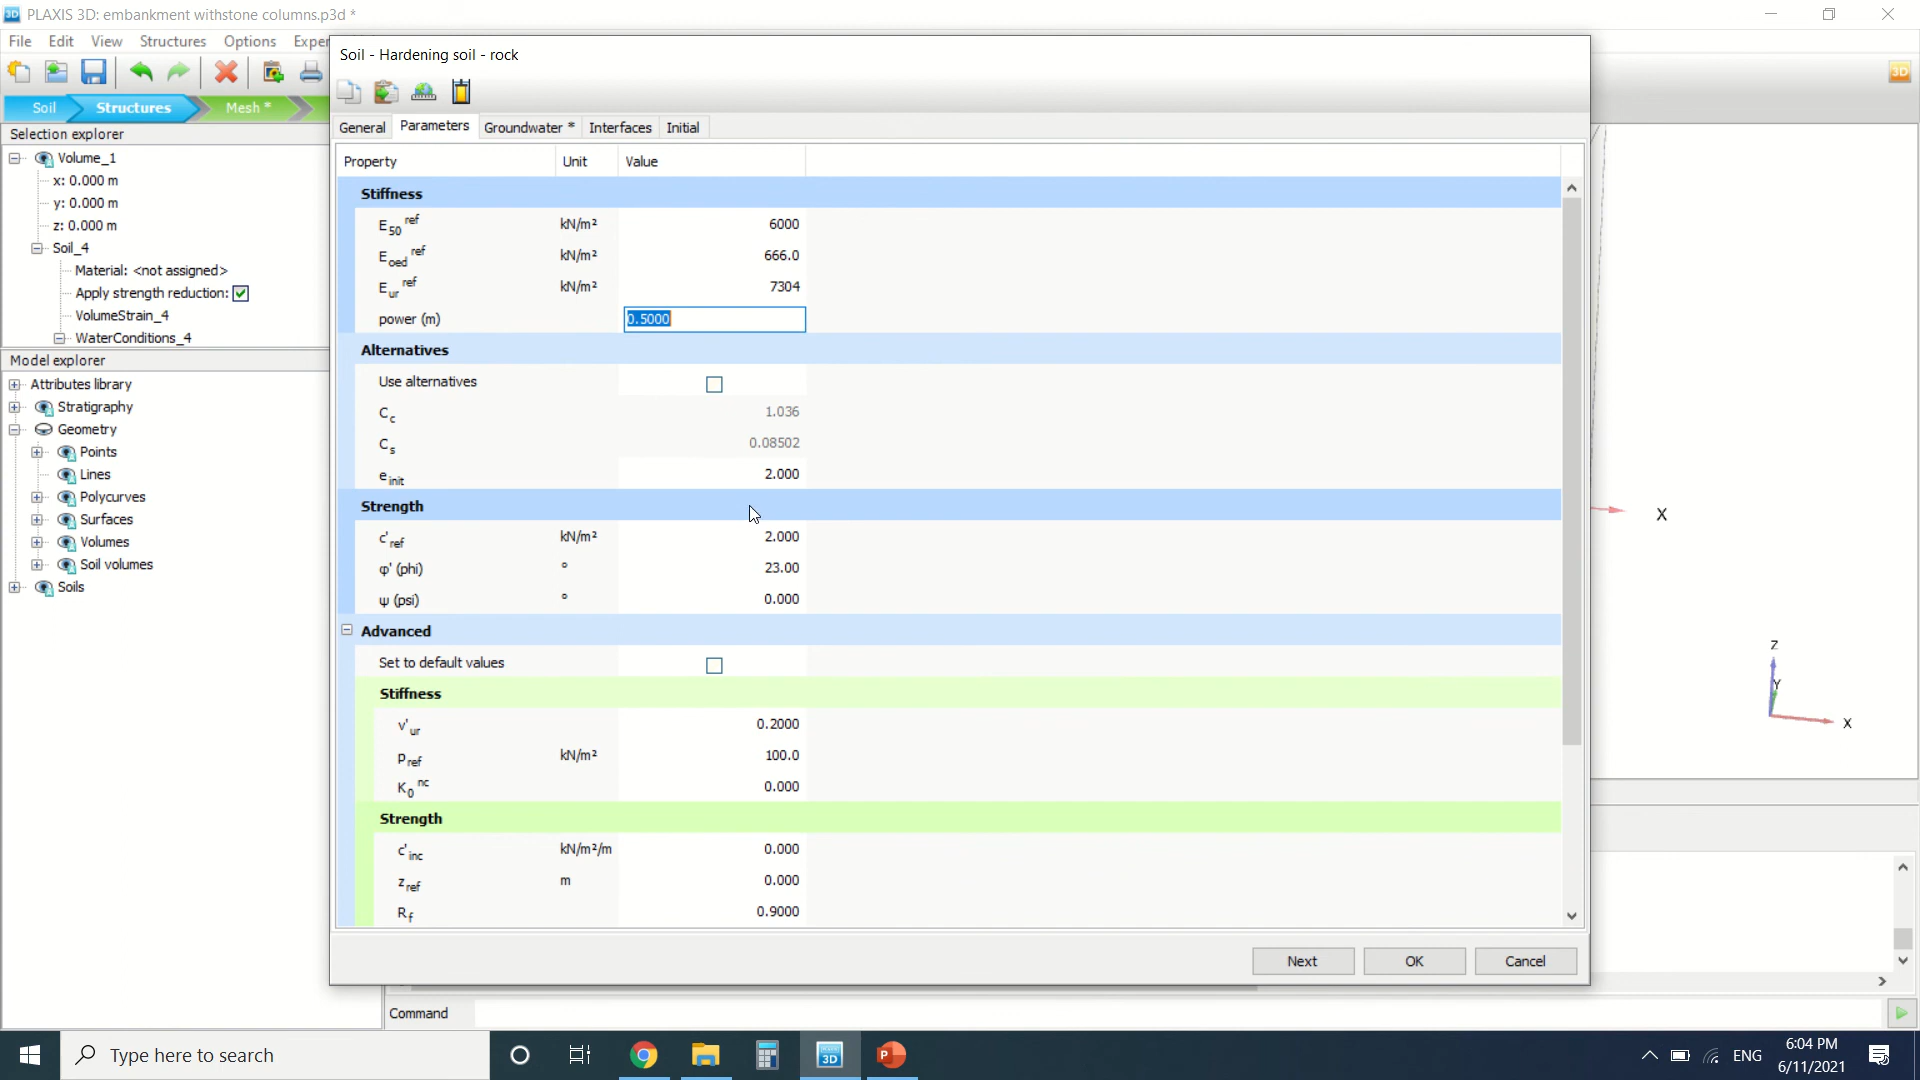 3D PLAXIS 3D: embankment withstone columns.p3d *
File Edit View Structures Options Exper
Soil Structures Mesh *
Selection explorer
Volume_1
x: 0.000 m
y: 0.000 m
z: 0.000 m
Soil_4
Material: <not assigned>
Apply strength reduction:
VolumeStrain_4
WaterConditions_4
Model explorer
Attributes library
Stratigraphy
Geometry
Points
Lines
Polycurves
Surfaces
Volumes
Soil volumes
Soils
Soil - Hardening soil - rock
General Parameters Groundwater * Interfaces Initial
Property Unit Value
Stiffness
E50 ref kN/m² 6000
Eoed ref kN/m² 666.0
Eur ref kN/m² 7304
power (m) 0.5000
Alternatives
Use alternatives
Cc 1.036
Cs 0.08502
einit 2.000
Strength
c'ref kN/m² 2.000
φ' (phi) ° 23.00
ψ (psi) ° 0.000
Advanced
Set to default values
Stiffness
ν'ur 0.2000
pref kN/m² 100.0
K0 nc 0.000
Strength
c'inc kN/m²/m 0.000
zref m 0.000
Rf 0.9000
Next OK Cancel
3D
X
Z
Y
X
Command
Type here to search
3D
P
ENG
6:04 PM
6/11/2021